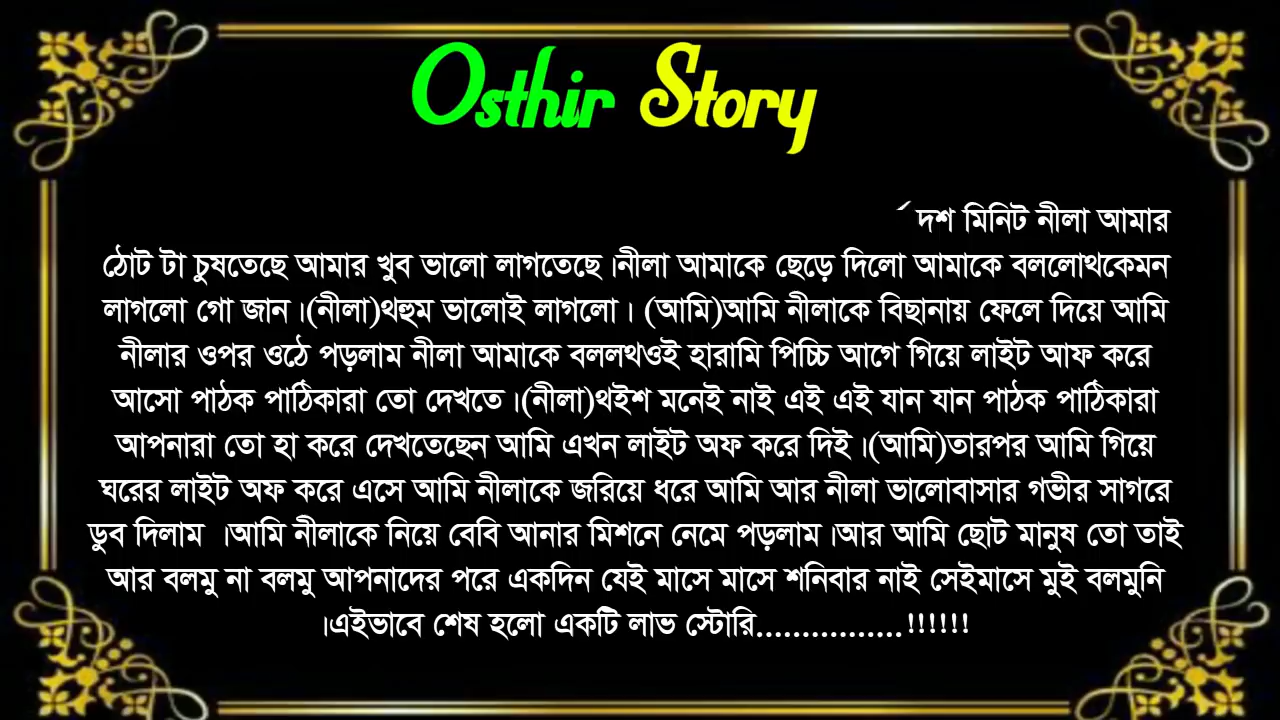 Osthir Story
´ দশ মিনিট নীলা আমার
ঠোট টা চুষতেছে আমার খুব ভালো লাগতেছে।নীলা আমাকে ছেড়ে দিলো আমাকে বললোথকেমন
লাগলো গো জান।(নীলা)থহুম ভালোই লাগলো। (আমি)আমি নীলাকে বিছানায় ফেলে দিয়ে আমি
নীলার ওপর ওঠে পড়লাম নীলা আমাকে বললথওই হারামি পিচ্চি আগে গিয়ে লাইট আফ করে
আসো পাঠক পাঠিকারা তো দেখতে।(নীলা)থইশ মনেই নাই এই এই যান যান পাঠক পাঠিকারা
আপনারা তো হা করে দেখতেছেন আমি এখন লাইট অফ করে দিই।(আমি)তারপর আমি গিয়ে
ঘরের লাইট অফ করে এসে আমি নীলাকে জরিয়ে ধরে আমি আর নীলা ভালোবাসার গভীর সাগরে
ডুব দিলাম ।আমি নীলাকে নিয়ে বেবি আনার মিশনে নেমে পড়লাম।আর আমি ছোট মানুষ তো তাই
আর বলমু না বলমু আপনাদের পরে একদিন যেই মাসে মাসে শনিবার নাই সেইমাসে মুই বলমুনি
।এইভাবে শেষ হলো একটি লাভ স্টোরি................!!!!!!